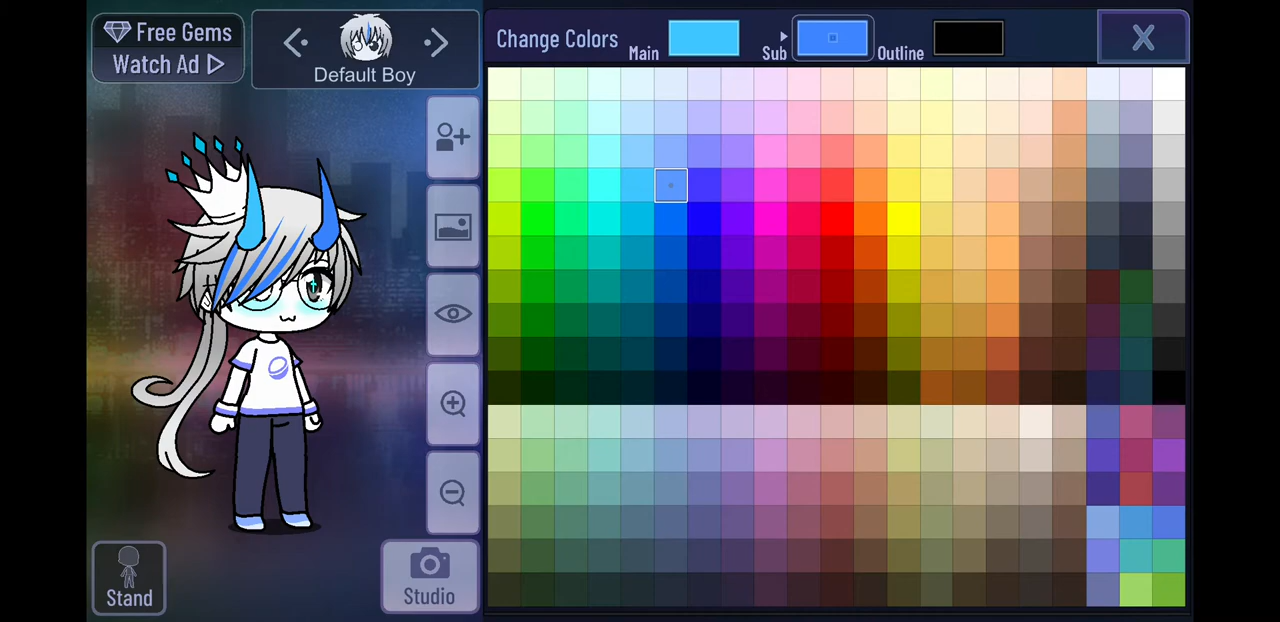 Free Gems
Watch Ad
Default Boy
Change Colors
Main
Sub
Outline
X
Stand
Studio